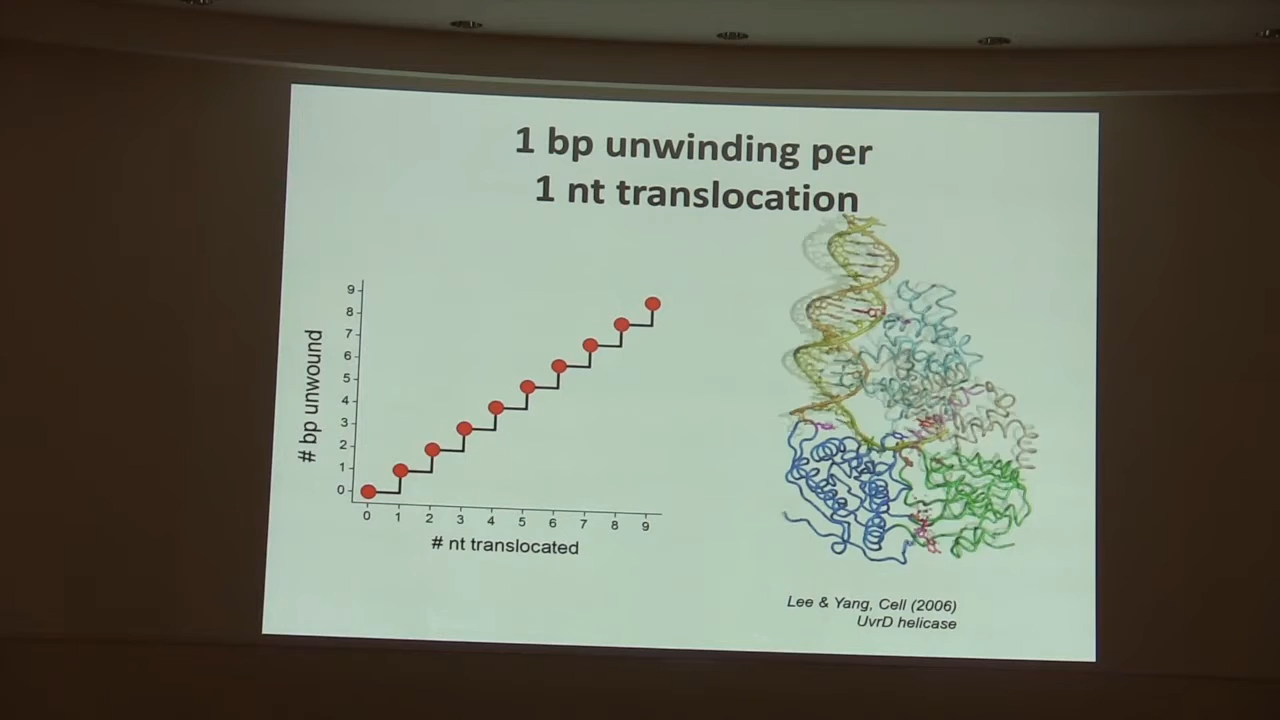 1 bp unwinding per
1 nt translocation
# bp unwound
9
8
7
6
5
4
3
2
1
0
0 1 2 3 4 5 6 7 8 9
# nt translocated
Lee & Yang, Cell (2006)
UvrD helicase